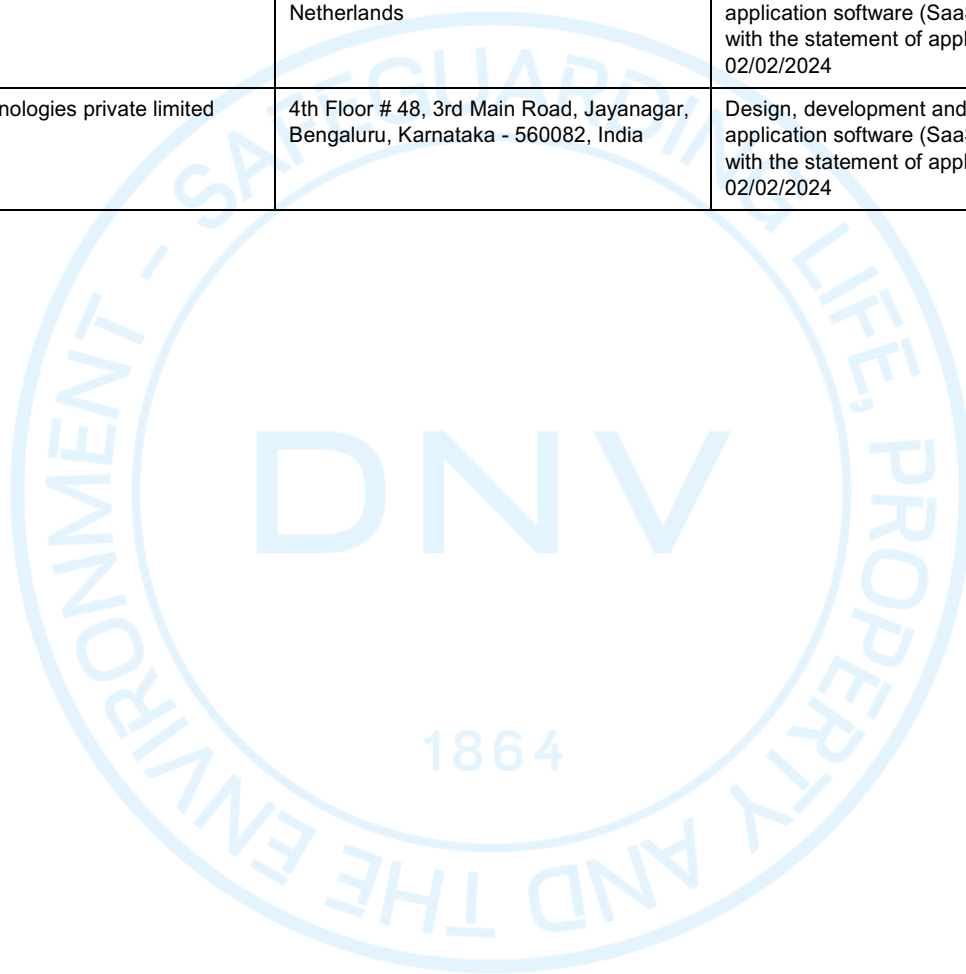 Netherlands
application software (Saa
with the statement of appl
02/02/2024
nologies private limited
4th Floor # 48, 3rd Main Road, Jayanagar,
Bengaluru, Karnataka - 560082, India
Design, development and
application software (Saa
with the statement of appl
02/02/2024
SAFEGUARDING LIFE, PROPERTY AND THE ENVIRONMENT -
DNV
1864